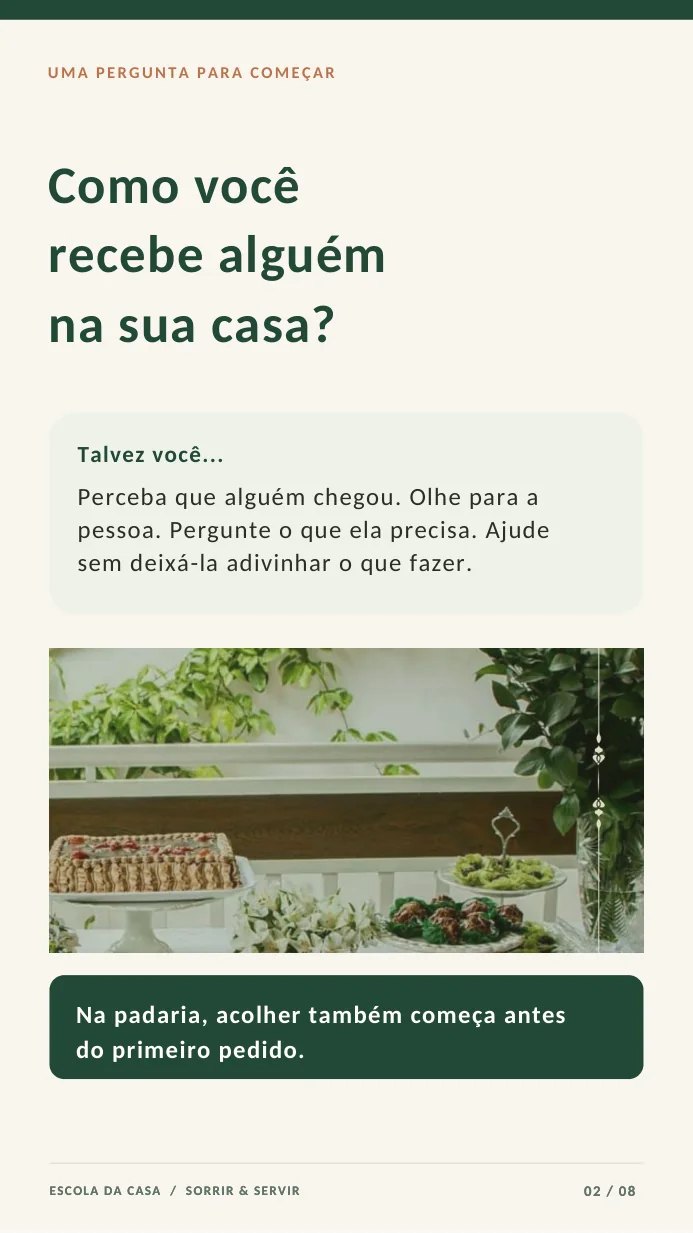 UMA PERGUNTA PARA COMEÇAR
Como você
recebe alguém
na sua casa?
Talvez você...
Perceba que alguém chegou. Olhe para a
pessoa. Pergunte o que ela precisa. Ajude
sem deixá-la adivinhar o que fazer.
Na padaria, acolher também começa antes
do primeiro pedido.
ESCOLA DA CASA / SORRIR & SERVIR
02 / 08